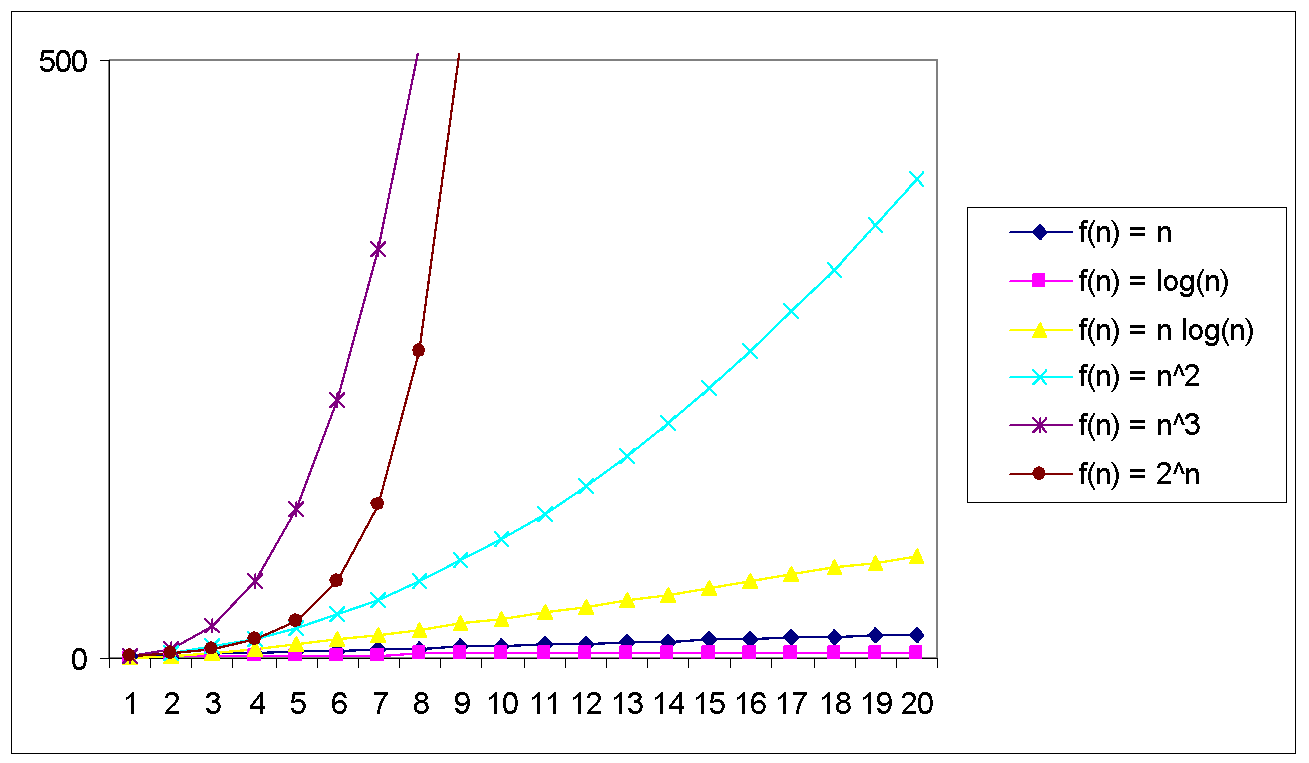 500
0
1 2 3 4 5 6 7 8 9 10 11 12 13 14 15 16 17 18 19 20
f(n) = n
f(n) = log(n)
f(n) = n log(n)
f(n) = n^2
f(n) = n^3
f(n) = 2^n